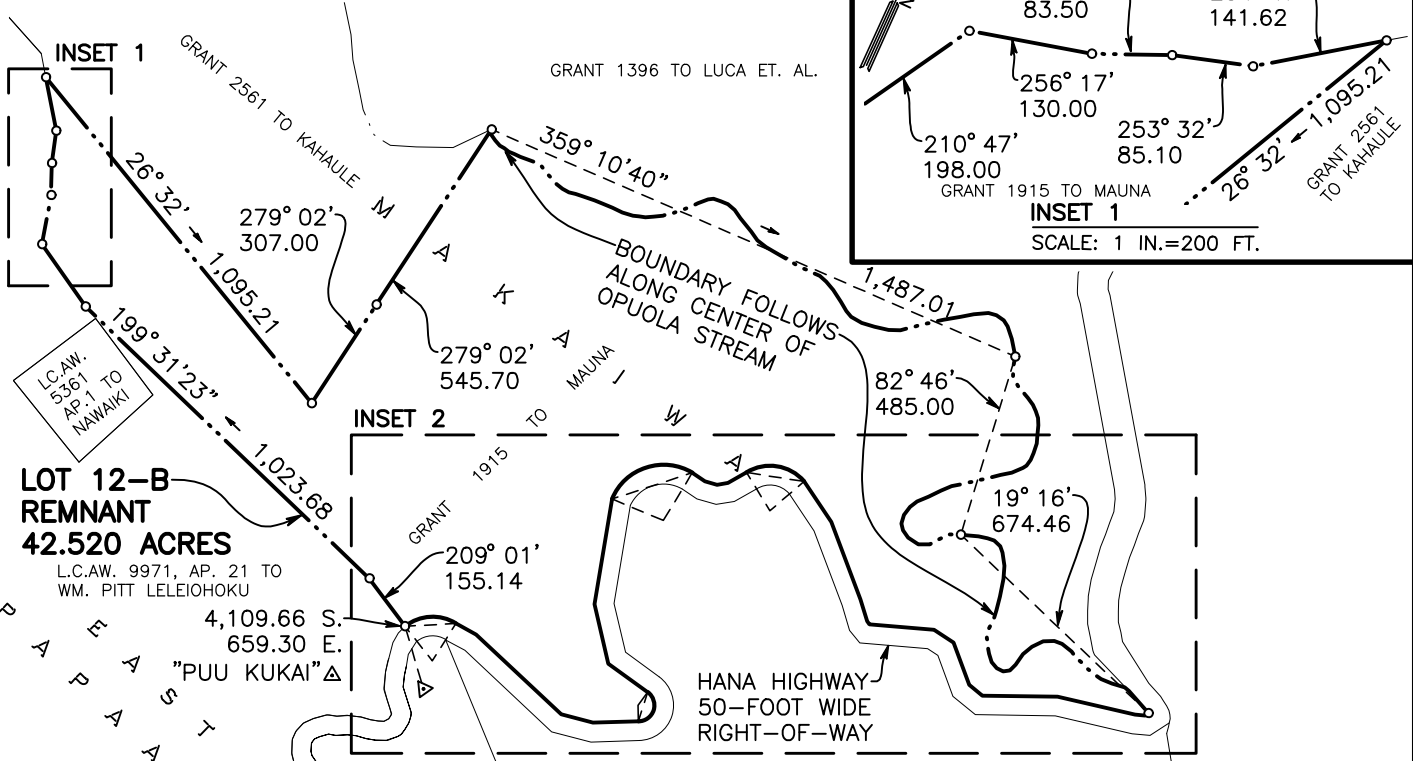 INSET 1
GRANT 2561 TO KAHAULE
GRANT 1396 TO LUCA ET. AL.
83.50
141.62
256° 17'
130.00
210° 47'
198.00
253° 32'
85.10
1,095.21
26° 32'
GRANT 2561
TO KAHAULE
GRANT 1915 TO MAUNA
INSET 1
SCALE: 1 IN.=200 FT.
26° 32'
1,095.21
279° 02'
307.00
279° 02'
545.70
359° 10'40"
1,487.01
M A K A I W A
BOUNDARY FOLLOWS
ALONG CENTER OF
OPUOLA STREAM
82° 46'
485.00
19° 16'
674.46
199° 31'23"
1,023.68
LC.AW.
5361
AP.1 TO
NAWAIKI
LOT 12-B
REMNANT
42.520 ACRES
L.C.AW. 9971, AP. 21 TO
WM. PITT LELEIOHOKU
INSET 2
GRANT 1915 TO MAUNA
209° 01'
155.14
4,109.66 S.
659.30 E.
"PUU KUKAI"
HANA HIGHWAY
50-FOOT WIDE
RIGHT-OF-WAY
E A S T
P A P A A